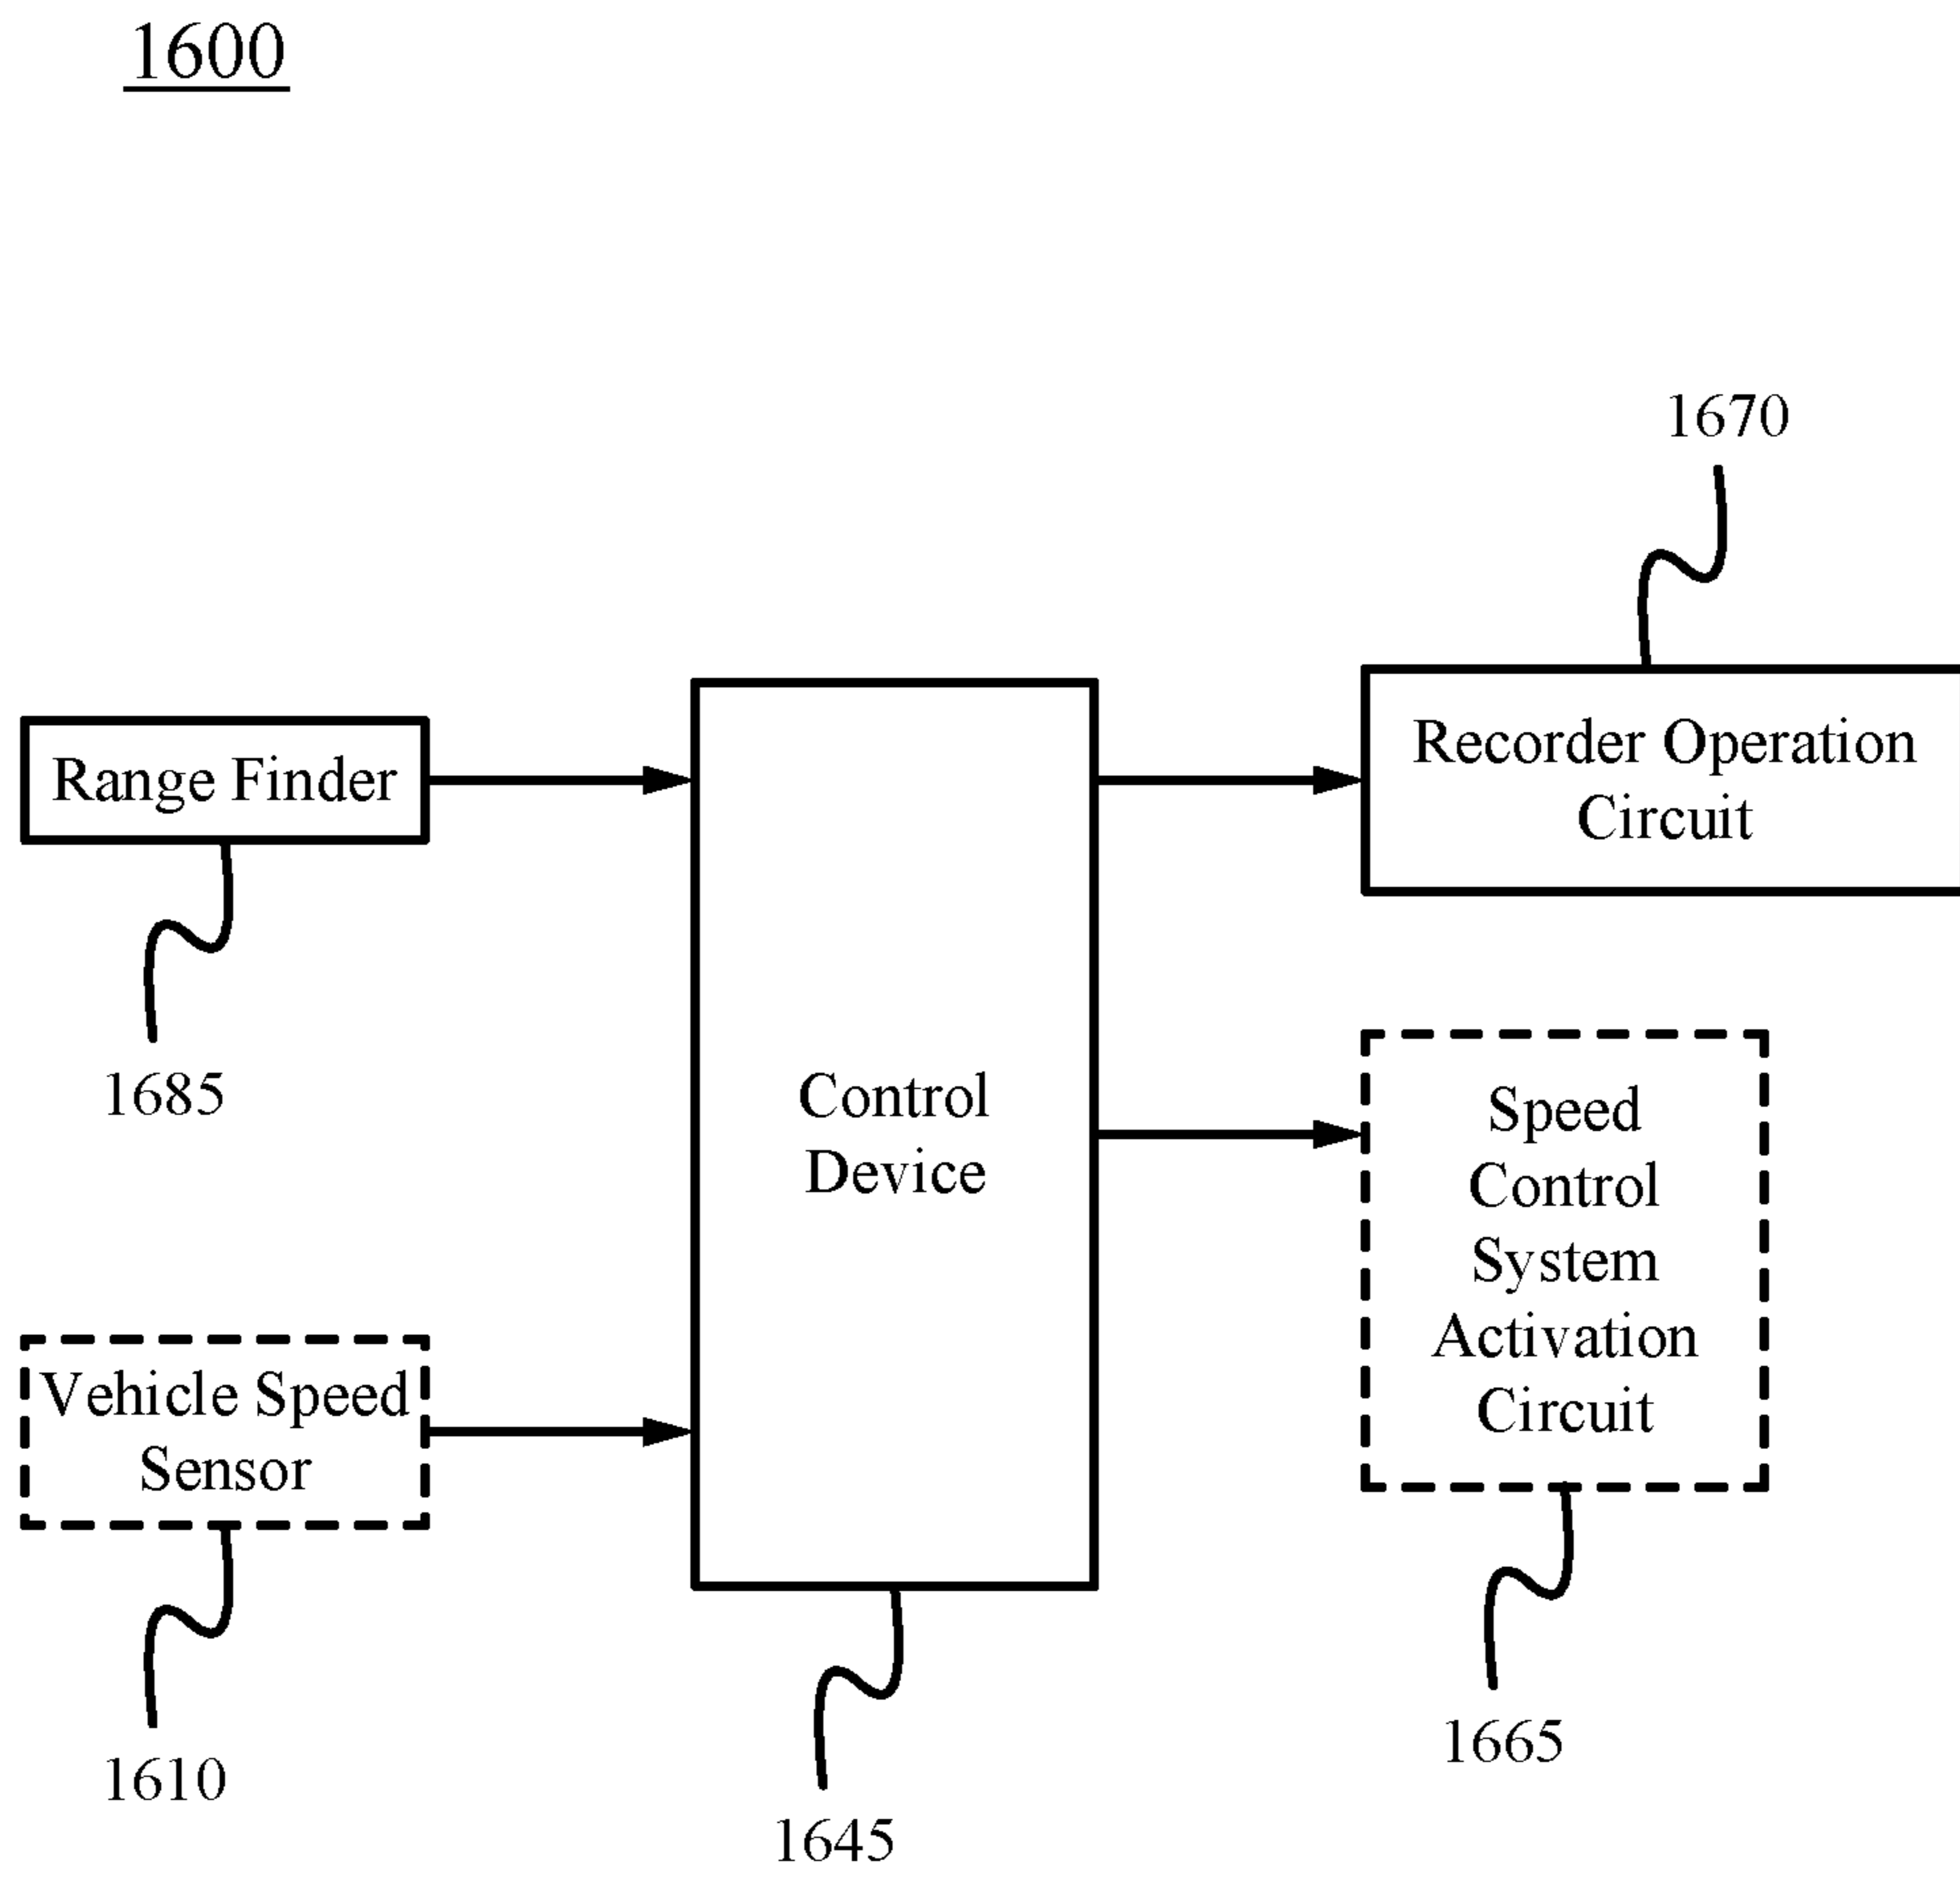 1600
1670
Range Finder
Recorder Operation
Circuit
1685
Control
Device
Speed
Control
System
Activation
Circuit
Vehicle Speed
Sensor
1610
1645
1665